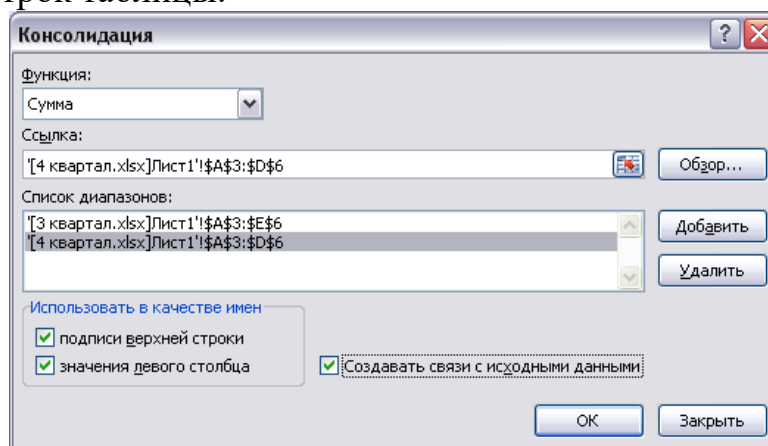 трок таблицы.
Консолидация
Функция:
Сумма
Ссылка:
'[4 квартал.xlsx]Лист1'!$A$3:$D$6
Обзор...
Список диапазонов:
'[3 квартал.xlsx]Лист1'!$A$3:$E$6
'[4 квартал.xlsx]Лист1'!$A$3:$D$6
Добавить
Удалить
Использовать в качестве имен
подписи верхней строки
значения левого столбца
Создавать связи с исходными данными
ОК
Закрыть